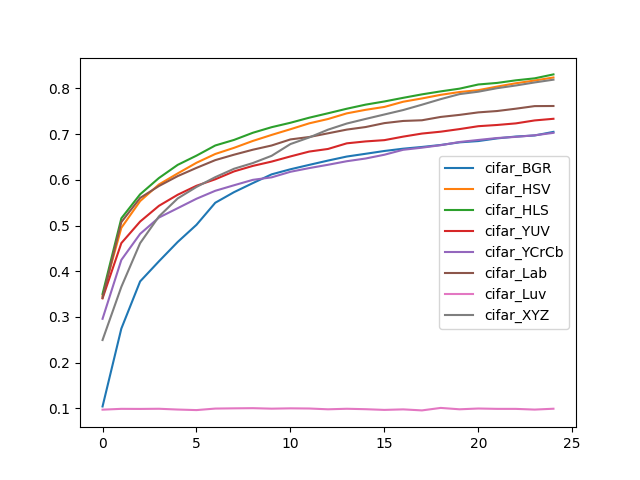 0.8
0.7
0.6
0.5
0.4
0.3
0.2
0.1
0 5 10 15 20 25
cifar_BGR
cifar_HSV
cifar_HLS
cifar_YUV
cifar_YCrCb
cifar_Lab
cifar_Luv
cifar_XYZ